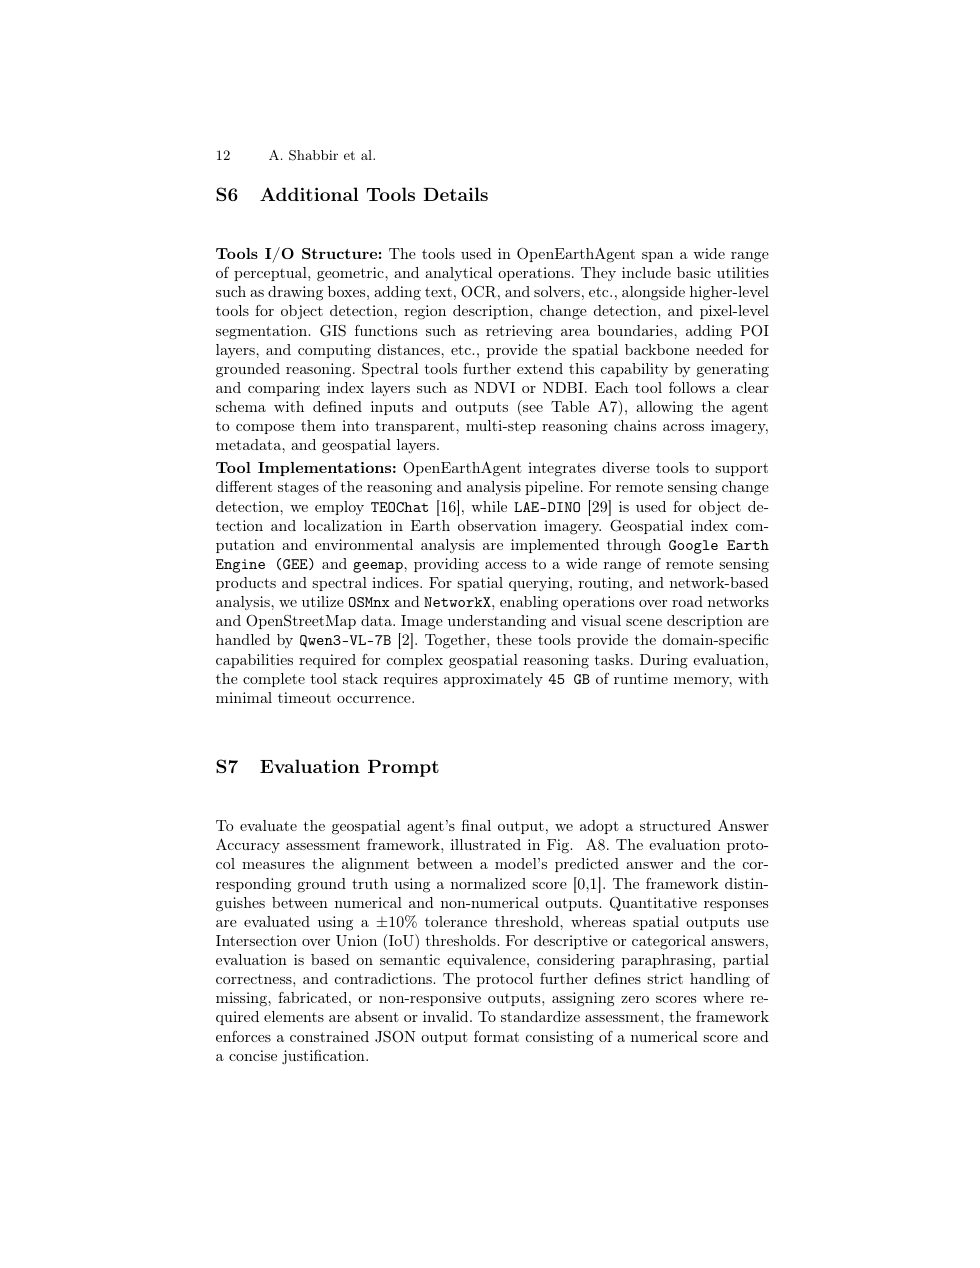 12 A. Shabbir et al.
S6 Additional Tools Details
Tools I/O Structure: The tools used in OpenEarthAgent span a wide range
of perceptual, geometric, and analytical operations. They include basic utilities
such as drawing boxes, adding text, OCR, and solvers, etc., alongside higher-level
tools for object detection, region description, change detection, and pixel-level
segmentation. GIS functions such as retrieving area boundaries, adding POI
layers, and computing distances, etc., provide the spatial backbone needed for
grounded reasoning. Spectral tools further extend this capability by generating
and comparing index layers such as NDVI or NDBI. Each tool follows a clear
schema with defined inputs and outputs (see Table A7), allowing the agent
to compose them into transparent, multi-step reasoning chains across imagery,
metadata, and geospatial layers.
Tool Implementations: OpenEarthAgent integrates diverse tools to support
different stages of the reasoning and analysis pipeline. For remote sensing change
detection, we employ TEOChat [16], while LAE-DINO [29] is used for object de-
tection and localization in Earth observation imagery. Geospatial index com-
putation and environmental analysis are implemented through Google Earth
Engine (GEE) and geemap, providing access to a wide range of remote sensing
products and spectral indices. For spatial querying, routing, and network-based
analysis, we utilize OSMnx and NetworkX, enabling operations over road networks
and OpenStreetMap data. Image understanding and visual scene description are
handled by Qwen3-VL-7B [2]. Together, these tools provide the domain-specific
capabilities required for complex geospatial reasoning tasks. During evaluation,
the complete tool stack requires approximately 45 GB of runtime memory, with
minimal timeout occurrence.
S7 Evaluation Prompt
To evaluate the geospatial agent's final output, we adopt a structured Answer
Accuracy assessment framework, illustrated in Fig. A8. The evaluation proto-
col measures the alignment between a model's predicted answer and the cor-
responding ground truth using a normalized score [0,1]. The framework distin-
guishes between numerical and non-numerical outputs. Quantitative responses
are evaluated using a ±10% tolerance threshold, whereas spatial outputs use
Intersection over Union (IoU) thresholds. For descriptive or categorical answers,
evaluation is based on semantic equivalence, considering paraphrasing, partial
correctness, and contradictions. The protocol further defines strict handling of
missing, fabricated, or non-responsive outputs, assigning zero scores where re-
quired elements are absent or invalid. To standardize assessment, the framework
enforces a constrained JSON output format consisting of a numerical score and
a concise justification.